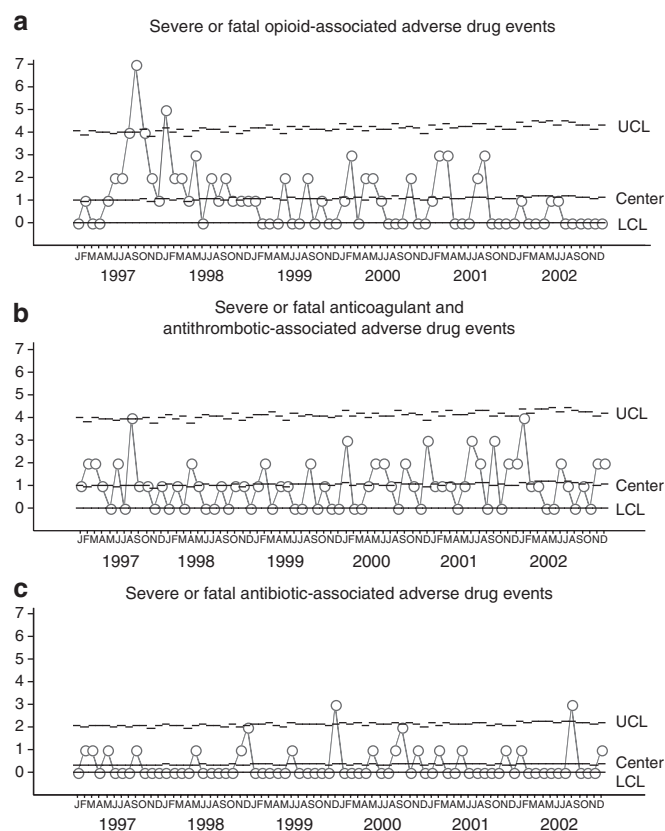 a
Severe or fatal opioid-associated adverse drug events
7
6
5
4
3
2
1
0
UCL
Center
LCL
JFMAMJJASONDJFMAMJJASONDJFMAMJJASONDJFMAMJJASONDJFMAMJJASONDJFMAMJJASOND
1997 1998 1999 2000 2001 2002
b
Severe or fatal anticoagulant and
antithrombotic-associated adverse drug events
7
6
5
4
3
2
1
0
UCL
Center
LCL
JFMAMJJASONDJFMAMJJASONDJFMAMJJASONDJFMAMJJASONDJFMAMJJASONDJFMAMJJASOND
1997 1998 1999 2000 2001 2002
c
Severe or fatal antibiotic-associated adverse drug events
7
6
5
4
3
2
1
0
UCL
Center
LCL
JFMAMJJASONDJFMAMJJASONDJFMAMJJASONDJFMAMJJASONDJFMAMJJASONDJFMAMJJASOND
1997 1998 1999 2000 2001 2002